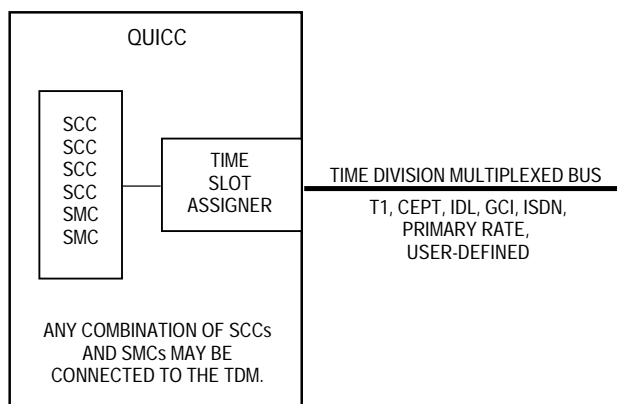 QUICC
SCC
SCC
SCC
SCC
SMC
SMC
TIME
SLOT
ASSIGNER
TIME DIVISION MULTIPLEXED BUS
T1, CEPT, IDL, GCI, ISDN,
PRIMARY RATE,
USER-DEFINED
ANY COMBINATION OF SCCs
AND SMCs MAY BE
CONNECTED TO THE TDM.